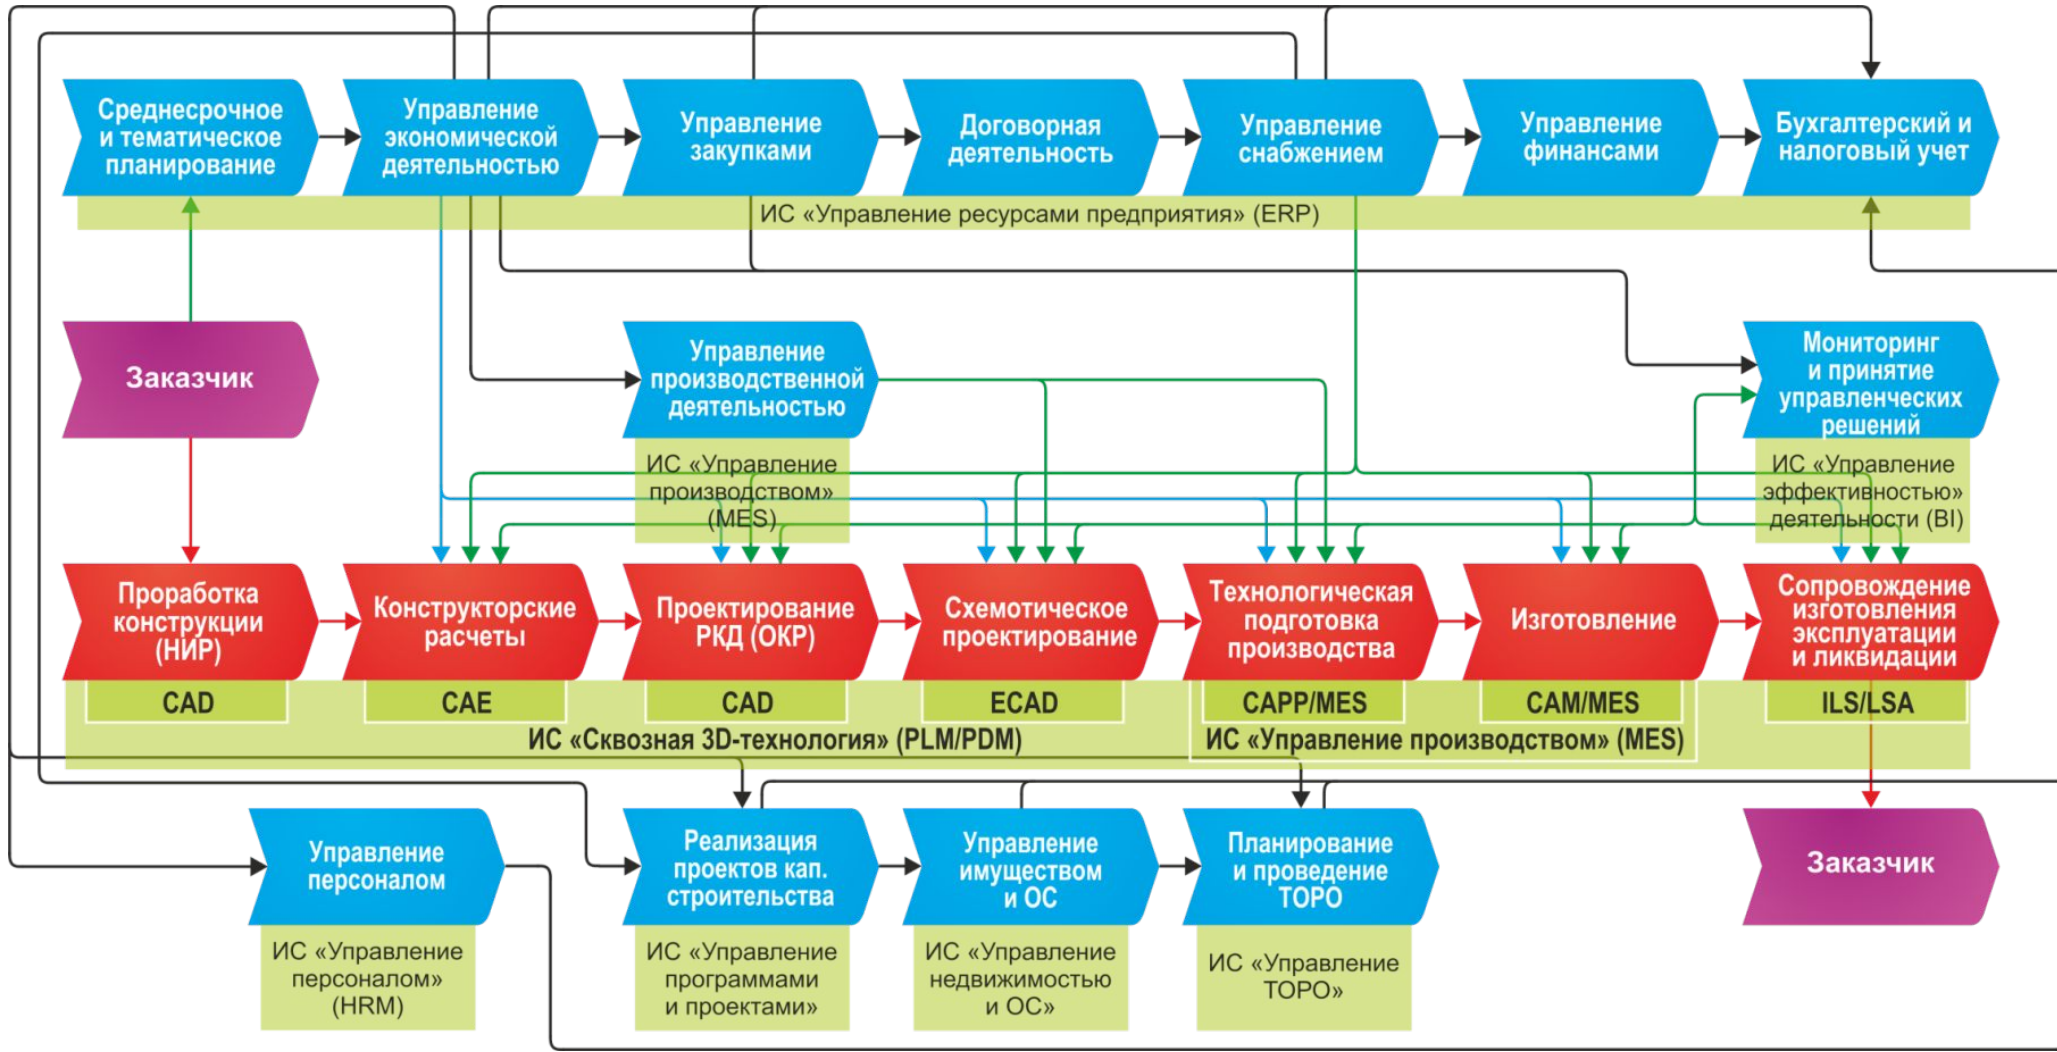 Среднесрочное
и тематическое
планирование
Управление
экономической
деятельностью
Управление
закупками
Договорная
деятельность
Управление
снабжением
Управление
финансами
Бухгалтерский и
налоговый учет
ИС «Управление ресурсами предприятия» (ERP)
Заказчик
Управление
производственной
деятельностью
ИС «Управление
производством»
(MES)
Мониторинг
и принятие
управленческих
решений
ИС «Управление
эффективностью»
деятельности (BI)
Проработка
конструкции
(НИР)
Конструкторские
расчеты
Проектирование
РКД (ОКР)
Схемотическое
проектирование
Технологическая
подготовка
производства
Изготовление
Сопровождение
изготовления
эксплуатации
и ликвидации
CAD
CAE
CAD
ECAD
CAPP/MES
CAM/MES
ILS/LSA
ИС «Сквозная 3D-технология» (PLM/PDM)
ИС «Управление производством» (MES)
Управление
персоналом
ИС «Управление
персоналом»
(HRM)
Реализация
проектов кап.
строительства
ИС «Управление
программами
и проектами»
Управление
имуществом
и ОС
ИС «Управление
недвижимостью
и ОС»
Планирование
и проведение
ТОРО
ИС «Управление
ТОРО»
Заказчик